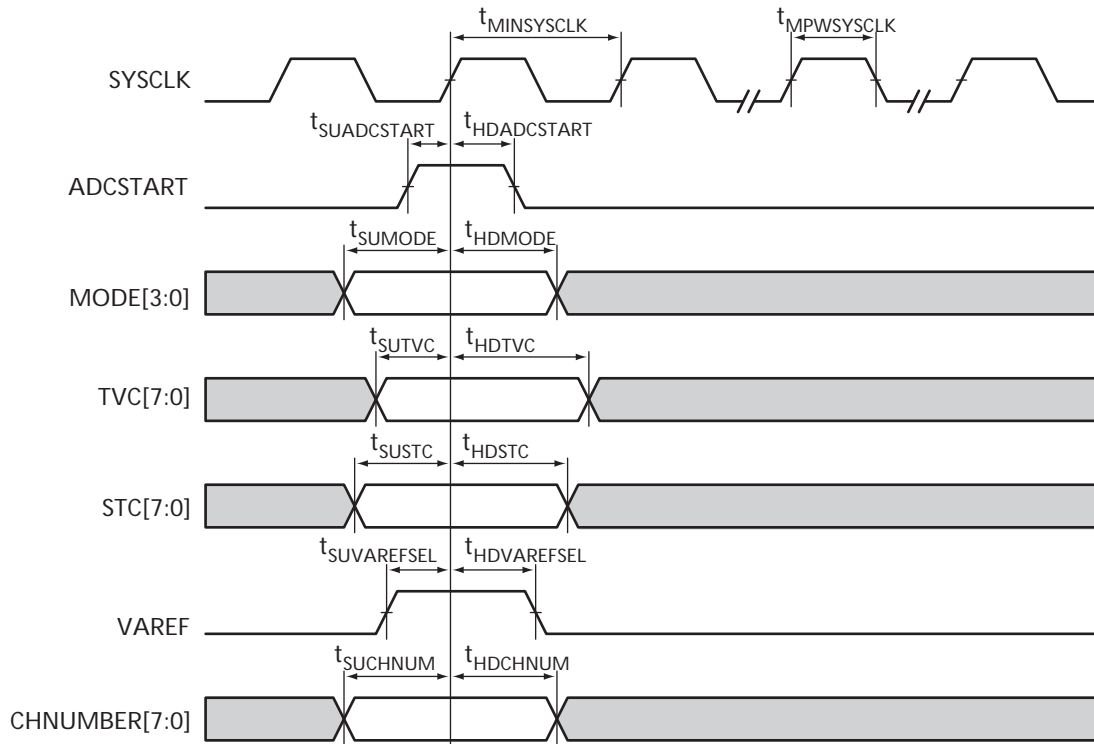 tMINSYSCLK
tMPWSYSCLK
SYSCLK
tSUADCSTART
tHDADCSTART
ADCSTART
tSUMODE
tHDMODE
MODE[3:0]
tSUTVC
tHDTVC
TVC[7:0]
tSUSTC
tHDSTC
STC[7:0]
tSUVAREFSEL
tHDVAREFSEL
VAREF
tSUCHNUM
tHDCHNUM
CHNUMBER[7:0]